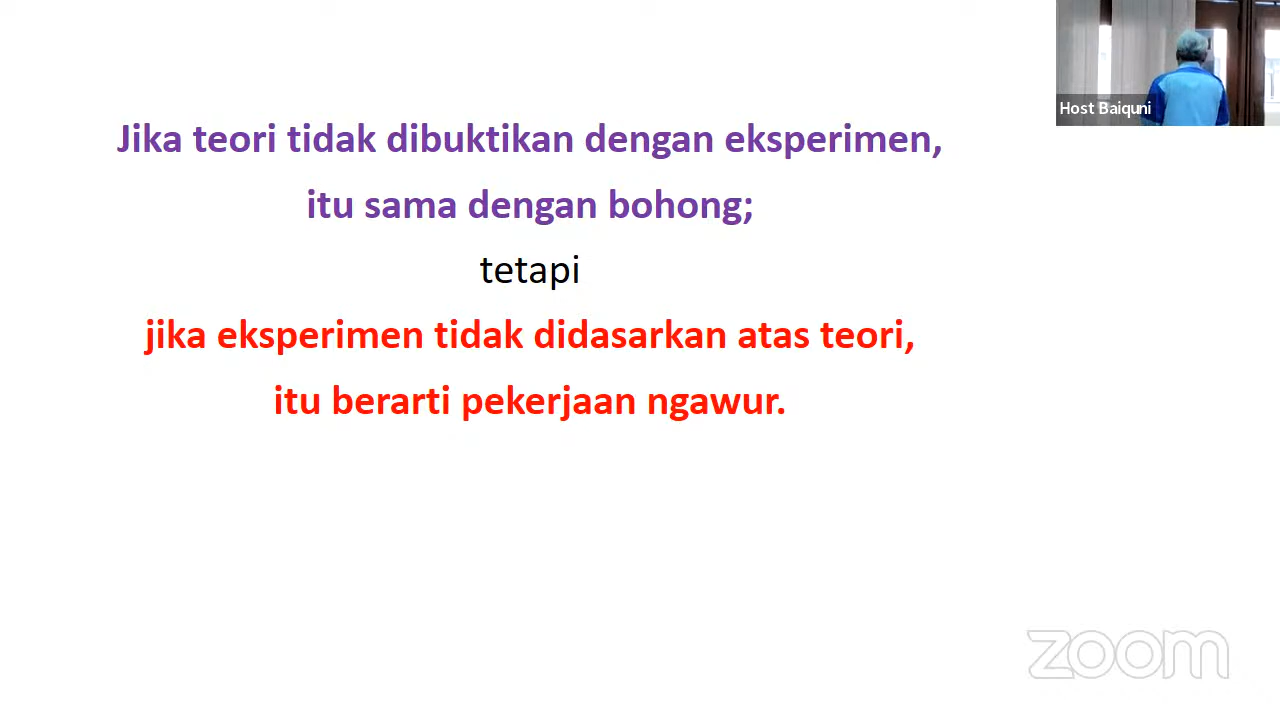 Jika teori tidak dibuktikan dengan eksperimen,
itu sama dengan bohong;
tetapi
jika eksperimen tidak didasarkan atas teori,
itu berarti pekerjaan ngawur.
Host Baiquni
zoom